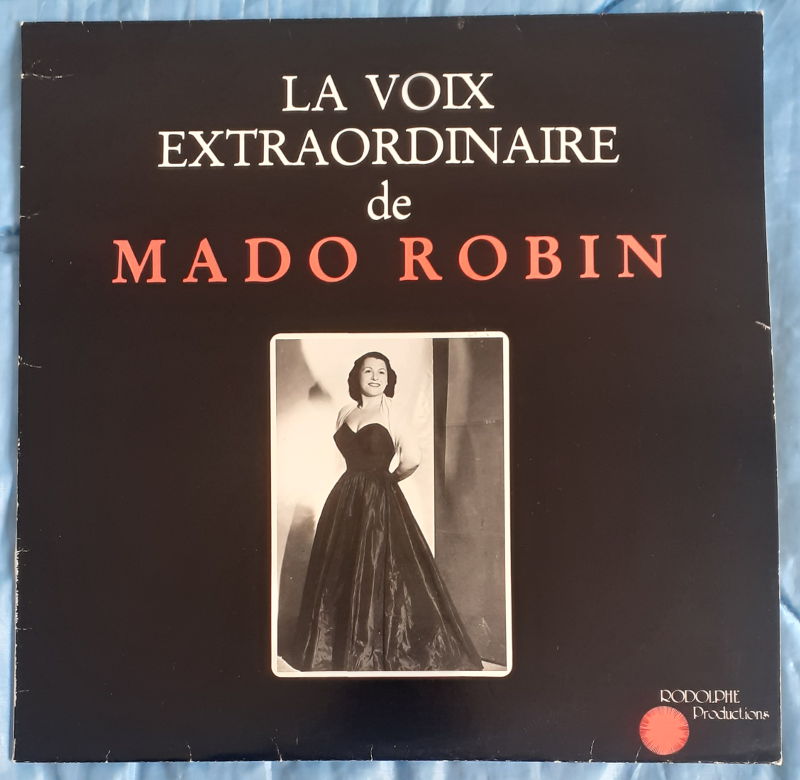 LA VOIX
EXTRAORDINAIRE
de
MADO ROBIN
RODOLPHE
Productions